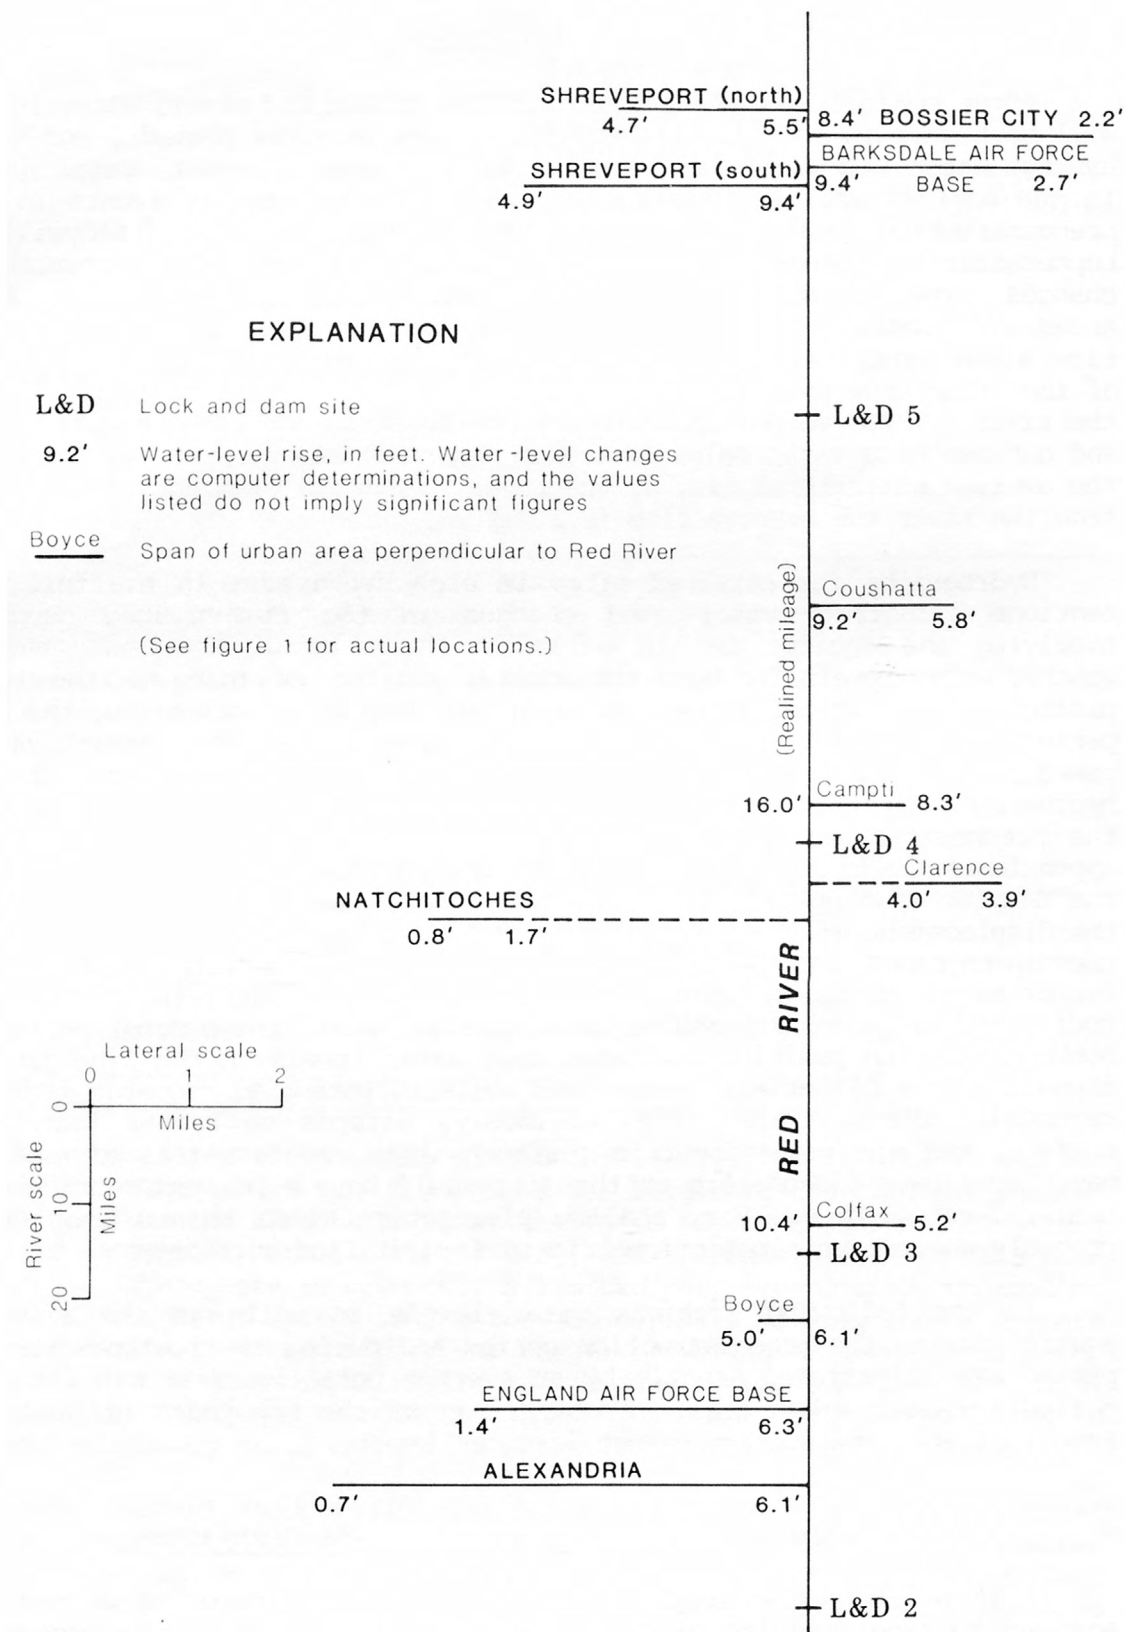 SHREVEPORT (north)
4.7' 5.5'
8.4' BOSSIER CITY 2.2'
BARKSDALE AIR FORCE
9.4' BASE 2.7'
SHREVEPORT (south)
4.9' 9.4'
EXPLANATION
L&D Lock and dam site
9.2' Water-level rise, in feet. Water-level changes
are computer determinations, and the values
listed do not imply significant figures
Boyce Span of urban area perpendicular to Red River
(See figure 1 for actual locations.)
L&D 5
(Realined mileage)
Coushatta
9.2' 5.8'
Campti
16.0' 8.3'
L&D 4
Clarence
4.0' 3.9'
NATCHITOCHES
0.8' 1.7'
RED RIVER
Lateral scale
0 1 2
Miles
River scale
0 10 20
Miles
Colfax
10.4' 5.2'
L&D 3
Boyce
5.0' 6.1'
ENGLAND AIR FORCE BASE
1.4' 6.3'
ALEXANDRIA
0.7' 6.1'
L&D 2